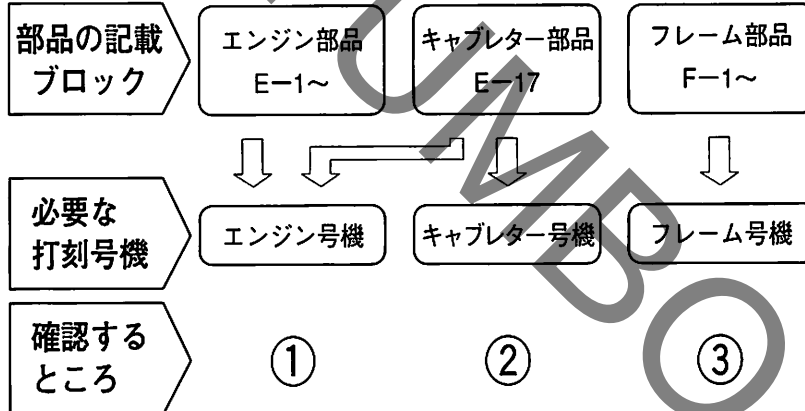 部品の記載
ブロック
エンジン部品
E－1～
キャブレター部品
E－17
フレーム部品
F－1～
必要な
打刻号機
エンジン号機
キャブレター号機
フレーム号機
確認する
ところ
①
②
③
UMBO